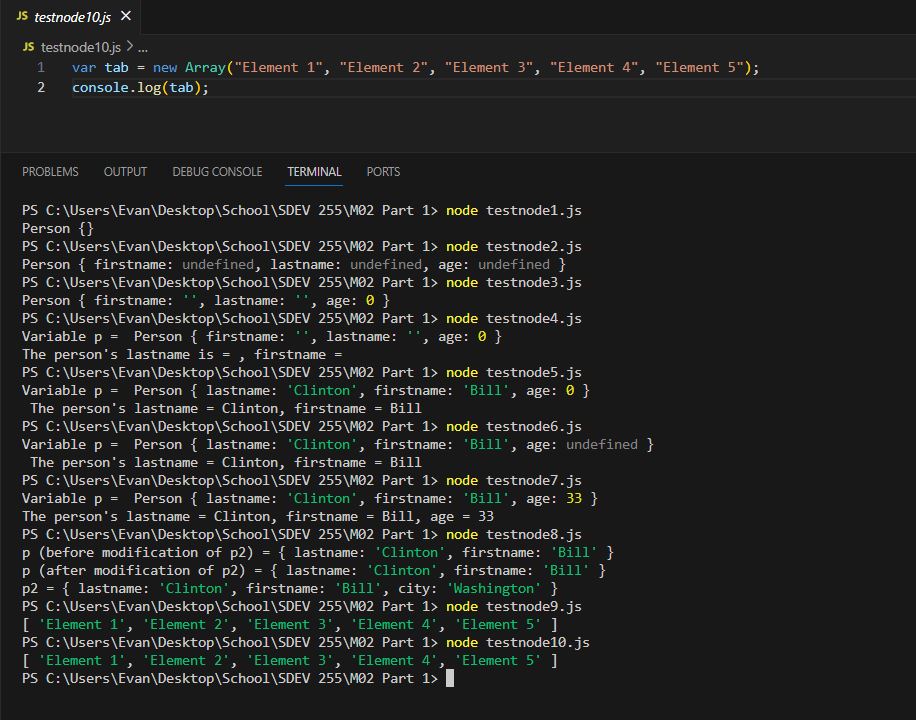 JS testnode10.js ×
JS testnode10.js > ...
1 var tab = new Array("Element 1", "Element 2", "Element 3", "Element 4", "Element 5");
2 console.log(tab);
PROBLEMS OUTPUT DEBUG CONSOLE TERMINAL PORTS
PS C:\Users\Evan\Desktop\School\SDEV 255\M02 Part 1> node testnode1.js
Person {}
PS C:\Users\Evan\Desktop\School\SDEV 255\M02 Part 1> node testnode2.js
Person { firstname: undefined, lastname: undefined, age: undefined }
PS C:\Users\Evan\Desktop\School\SDEV 255\M02 Part 1> node testnode3.js
Person { firstname: '', lastname: '', age: 0 }
PS C:\Users\Evan\Desktop\School\SDEV 255\M02 Part 1> node testnode4.js
Variable p =  Person { firstname: '', lastname: '', age: 0 }
The person's lastname is = , firstname =
PS C:\Users\Evan\Desktop\School\SDEV 255\M02 Part 1> node testnode5.js
Variable p =  Person { lastname: 'Clinton', firstname: 'Bill', age: 0 }
 The person's lastname = Clinton, firstname = Bill
PS C:\Users\Evan\Desktop\School\SDEV 255\M02 Part 1> node testnode6.js
Variable p =  Person { lastname: 'Clinton', firstname: 'Bill', age: undefined }
 The person's lastname = Clinton, firstname = Bill
PS C:\Users\Evan\Desktop\School\SDEV 255\M02 Part 1> node testnode7.js
Variable p =  Person { lastname: 'Clinton', firstname: 'Bill', age: 33 }
The person's lastname = Clinton, firstname = Bill, age = 33
PS C:\Users\Evan\Desktop\School\SDEV 255\M02 Part 1> node testnode8.js
p (before modification of p2) = { lastname: 'Clinton', firstname: 'Bill' }
p (after modification of p2) = { lastname: 'Clinton', firstname: 'Bill' }
p2 = { lastname: 'Clinton', firstname: 'Bill', city: 'Washington' }
PS C:\Users\Evan\Desktop\School\SDEV 255\M02 Part 1> node testnode9.js
[ 'Element 1', 'Element 2', 'Element 3', 'Element 4', 'Element 5' ]
PS C:\Users\Evan\Desktop\School\SDEV 255\M02 Part 1> node testnode10.js
[ 'Element 1', 'Element 2', 'Element 3', 'Element 4', 'Element 5' ]
PS C:\Users\Evan\Desktop\School\SDEV 255\M02 Part 1>